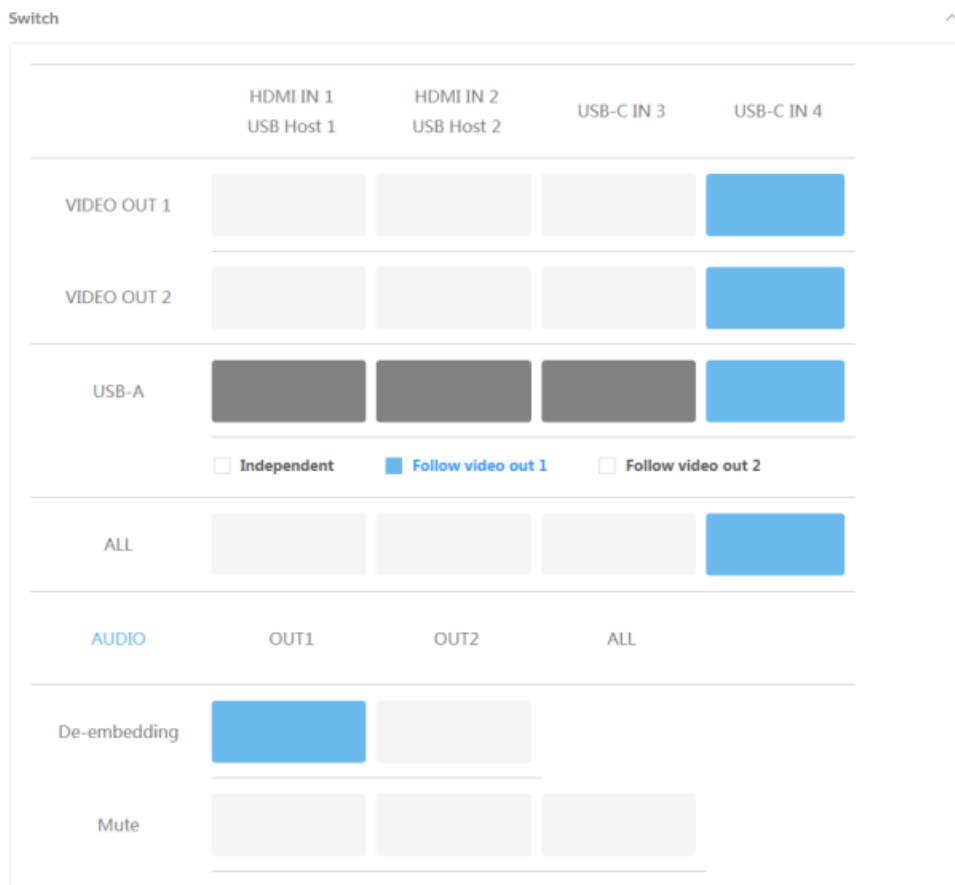 Switch
HDMI IN 1
USB Host 1
HDMI IN 2
USB Host 2
USB-C IN 3
USB-C IN 4
VIDEO OUT 1
VIDEO OUT 2
USB-A
Independent
Follow video out 1
Follow video out 2
ALL
AUDIO
OUT1
OUT2
ALL
De-embedding
Mute